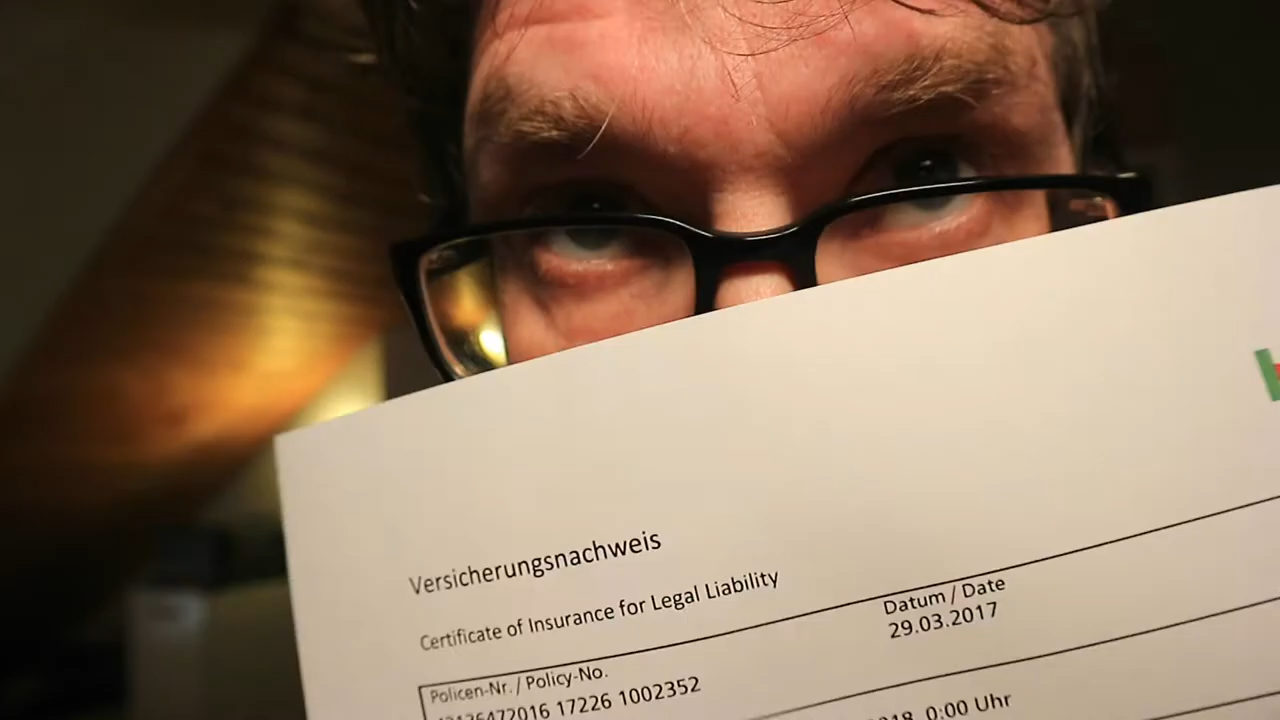 Versicherungsnachweis
Certificate of Insurance for Legal Liability
Datum / Date
29.03.2017
Policen-Nr. / Policy-No.
17226 1002352
0:00 Uhr